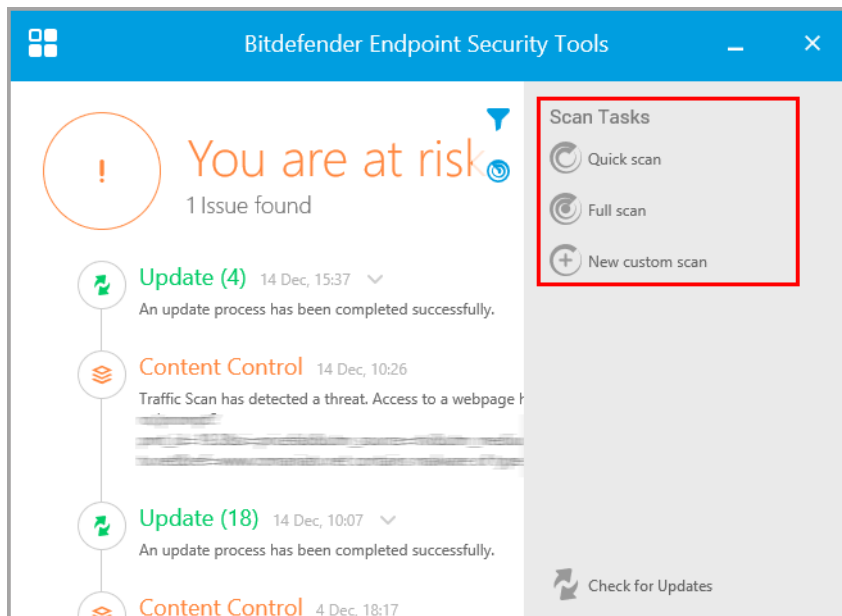 Bitdefender Endpoint Security Tools
You are at risk
1 Issue found
Update (4) 14 Dec, 15:37
An update process has been completed successfully.
Content Control 14 Dec, 10:26
Traffic Scan has detected a threat. Access to a webpage
Update (18) 14 Dec, 10:07
An update process has been completed successfully.
Content Control 4 Dec, 18:17
Scan Tasks
Quick scan
Full scan
New custom scan
Check for Updates